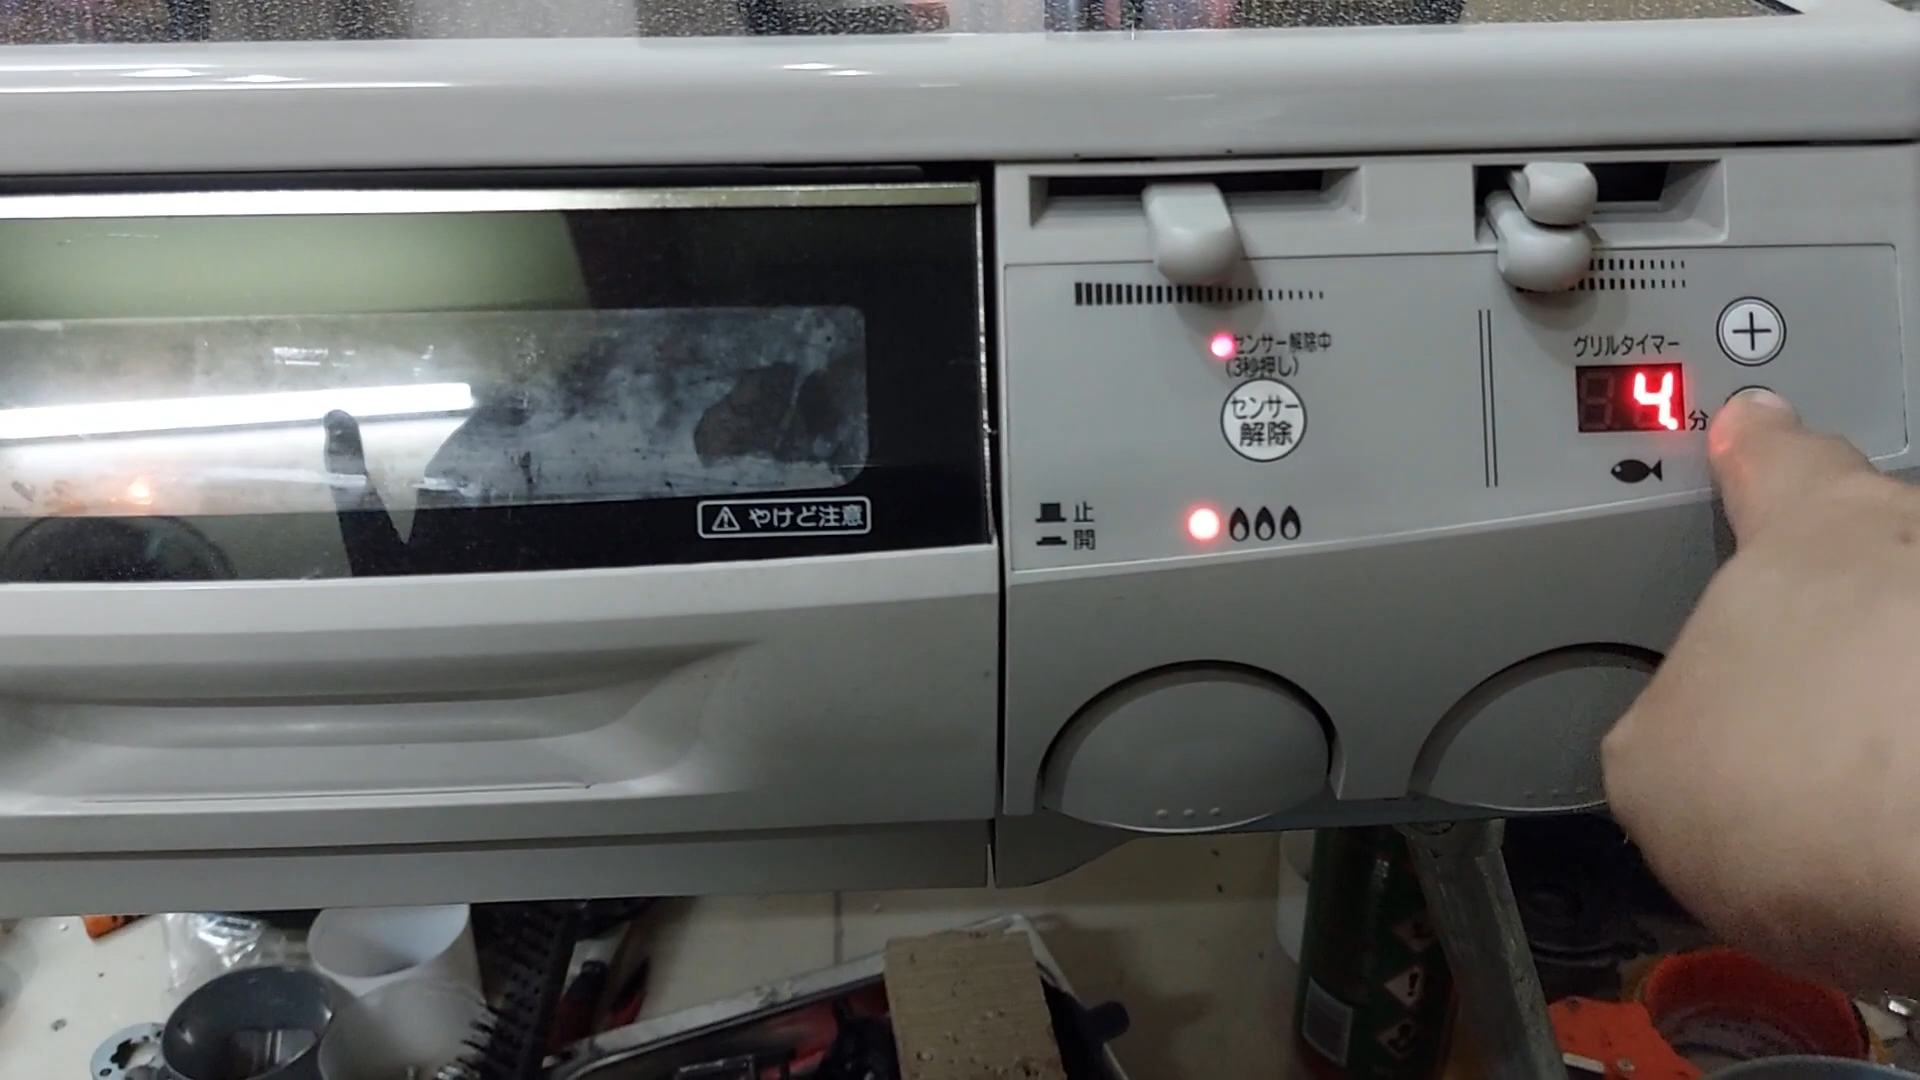 センサー解除中
(3秒押し)
センサー
解除
グリルタイマー
4
分
やけど注意
止
開